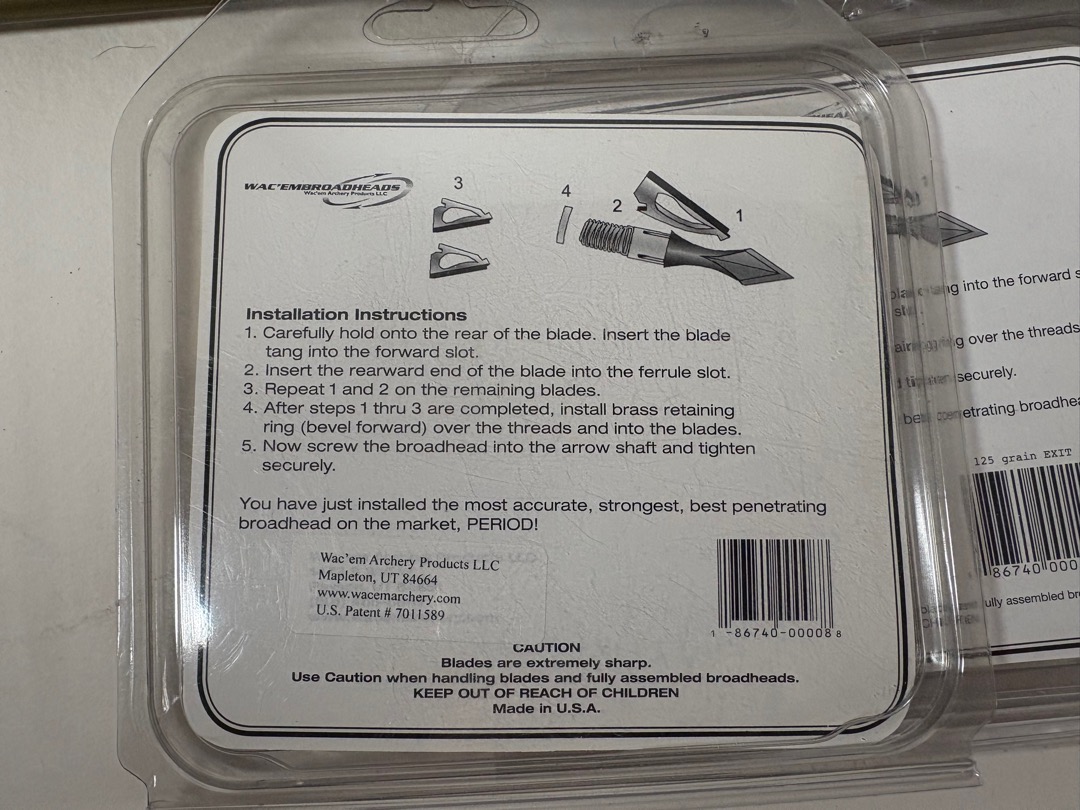 WAC'EMBROADHEADS
Wac'em Archery Products LLC
3
4
2
1
Installation Instructions
1. Carefully hold onto the rear of the blade. Insert the blade
tang into the forward slot.
2. Insert the rearward end of the blade into the ferrule slot.
3. Repeat 1 and 2 on the remaining blades.
4. After steps 1 thru 3 are completed, install brass retaining
ring (bevel forward) over the threads and into the blades.
5. Now screw the broadhead into the arrow shaft and tighten
securely.
You have just installed the most accurate, strongest, best penetrating
broadhead on the market, PERIOD!
Wac'em Archery Products LLC
Mapleton, UT 84664
www.wacemarchery.com
U.S. Patent # 7011589
1 -86740-00008 8
CAUTION
Blades are extremely sharp.
Use Caution when handling blades and fully assembled broadheads.
KEEP OUT OF REACH OF CHILDREN
Made in U.S.A.
into the forward
over the threads
securely.
125 grain EXIT
86740 000
assembled